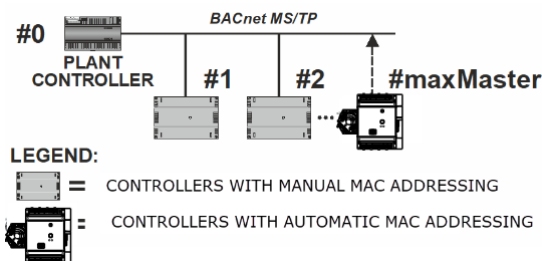 BACnet MS/TP
#0
PLANT
CONTROLLER
#1
#2
#maxMaster
...
LEGEND:
= CONTROLLERS WITH MANUAL MAC ADDRESSING
= CONTROLLERS WITH AUTOMATIC MAC ADDRESSING